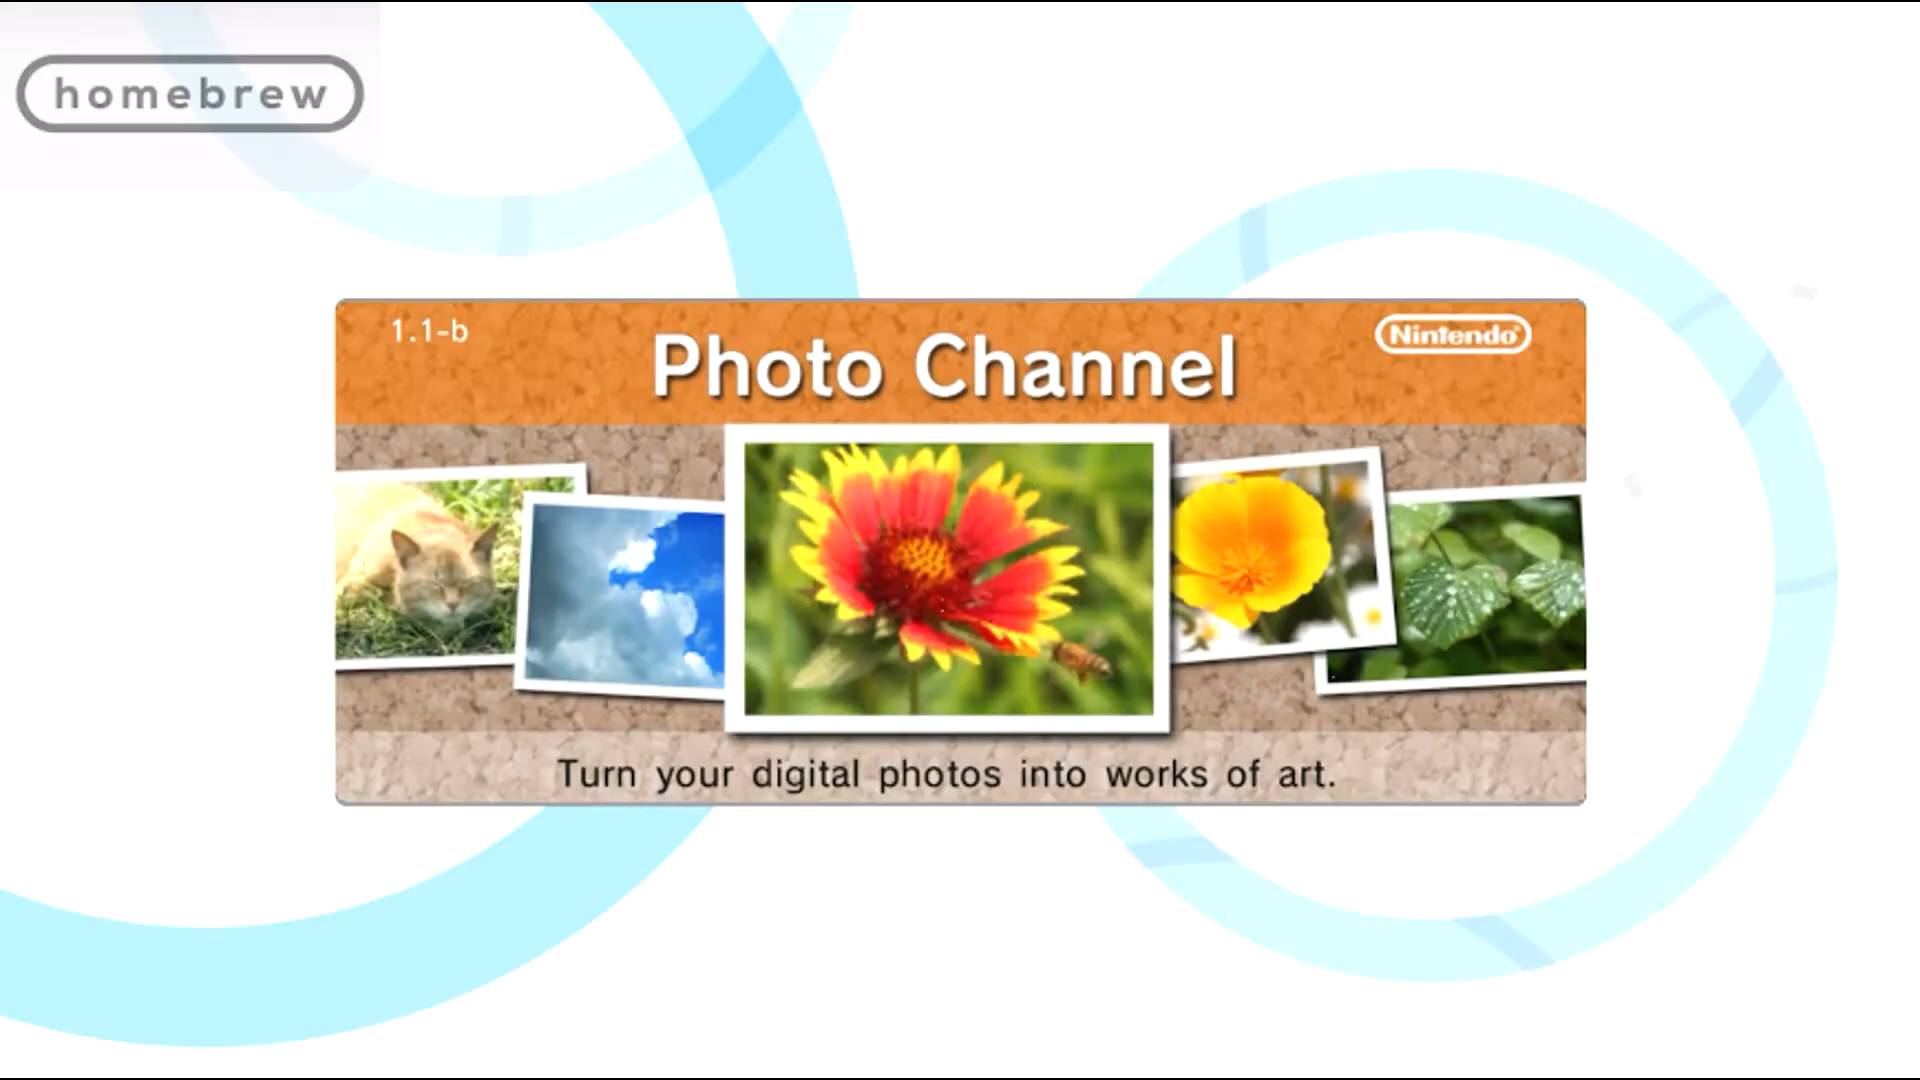 homebrew
1.1-b
Photo Channel
Nintendo
Turn your digital photos into works of art.